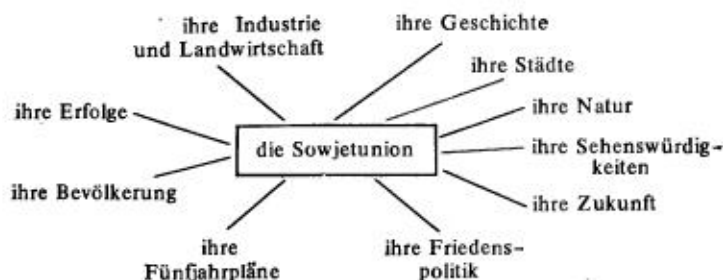 ihre Industrie
und Landwirtschaft
ihre Geschichte
ihre Städte
ihre Erfolge
ihre Natur
die Sowjetunion
ihre Sehenswürdig-
keiten
ihre Bevölkerung
ihre Zukunft
ihre
Fünfjahrpläne
ihre Friedens-
politik